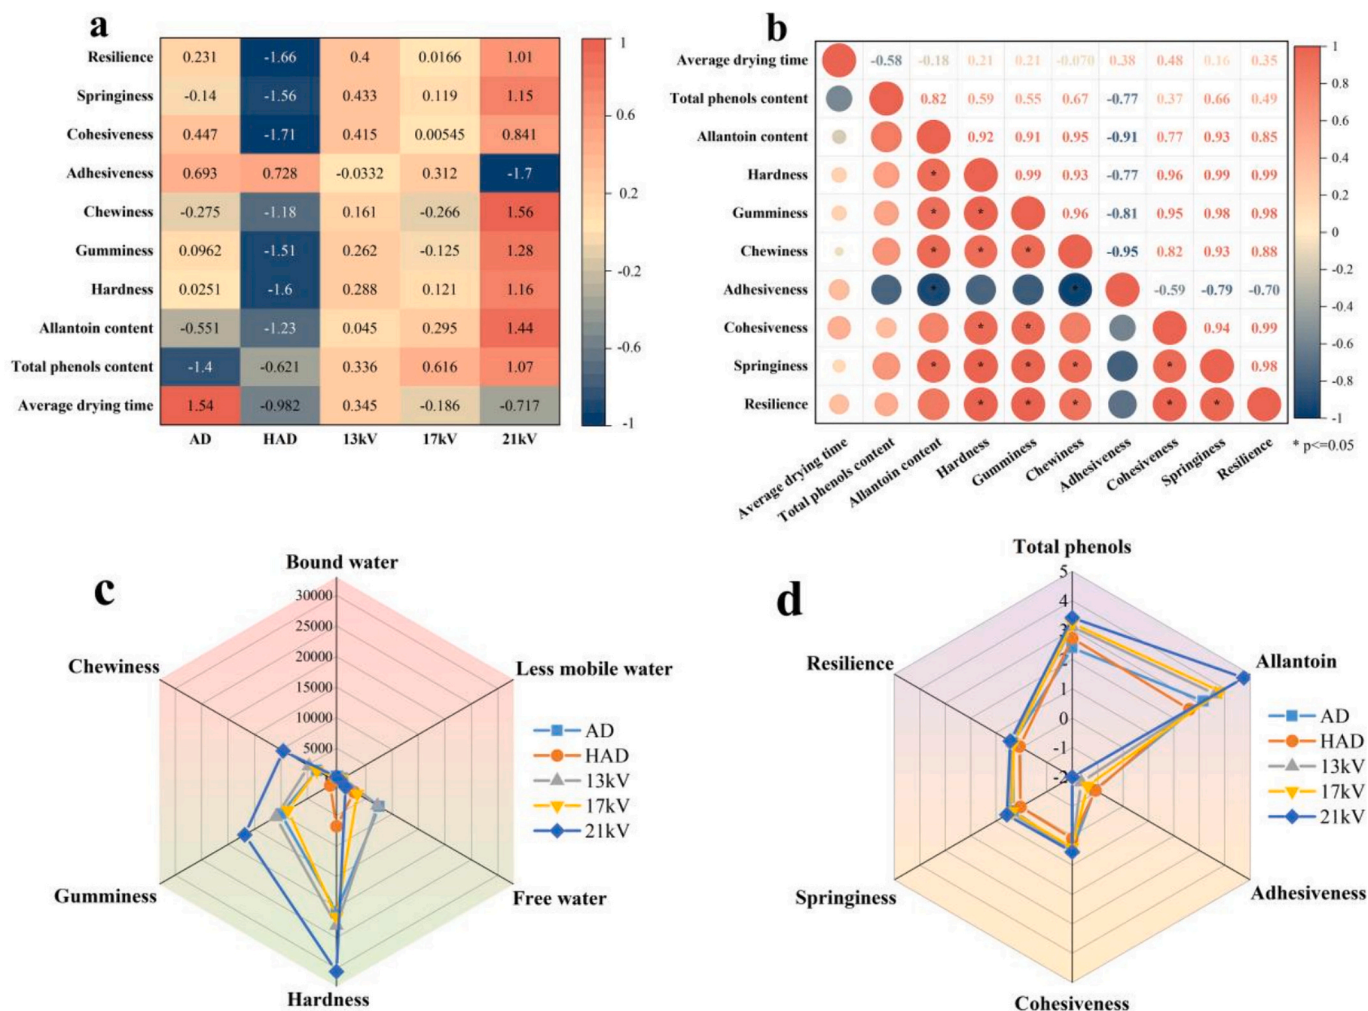 a
Resilience 0.231 -1.66 0.4 0.0166 1.01
Springiness -0.14 -1.56 0.433 0.119 1.15
Cohesiveness 0.447 -1.71 0.415 0.00545 0.841
Adhesiveness 0.693 0.728 -0.0332 0.312 -1.7
Chewiness -0.275 -1.18 0.161 -0.266 1.56
Gumminess 0.0962 -1.51 0.262 -0.125 1.28
Hardness 0.0251 -1.6 0.288 0.121 1.16
Allantoin content -0.551 -1.23 0.045 0.295 1.44
Total phenols content -1.4 -0.621 0.336 0.616 1.07
Average drying time 1.54 -0.982 0.345 -0.186 -0.717
AD HAD 13kV 17kV 21kV
1
0.6
0.2
-0.2
-0.6
-1
b
Average drying time -0.58 -0.18 0.21 0.21 -0.070 0.38 0.48 0.16 0.35
Total phenols content 0.82 0.59 0.55 0.67 -0.77 0.37 0.66 0.49
Allantoin content 0.92 0.91 0.95 -0.91 0.77 0.93 0.85
Hardness * 0.99 0.93 -0.77 0.96 0.99 0.99
Gumminess * * 0.96 -0.81 0.95 0.98 0.98
Chewiness * * * -0.95 0.82 0.93 0.88
Adhesiveness * * -0.59 -0.79 -0.70
Cohesiveness * * 0.94 0.99
Springiness * * * * * 0.98
Resilience * * * * *
Average drying time
Total phenols content
Allantoin content
Hardness
Gumminess
Chewiness
Adhesiveness
Cohesiveness
Springiness
Resilience
1
0.8
0.6
0.4
0.2
0
-0.2
-0.4
-0.6
-0.8
-1
* p<=0.05
c
Bound water
30000
25000
20000
15000
10000
5000
Chewiness
Less mobile water
Gumminess
Free water
Hardness
AD
HAD
13kV
17kV
21kV
d
Total phenols
5
4
3
2
1
0
-1
-2
Resilience
Allantoin
Springiness
Adhesiveness
Cohesiveness
AD
HAD
13kV
17kV
21kV